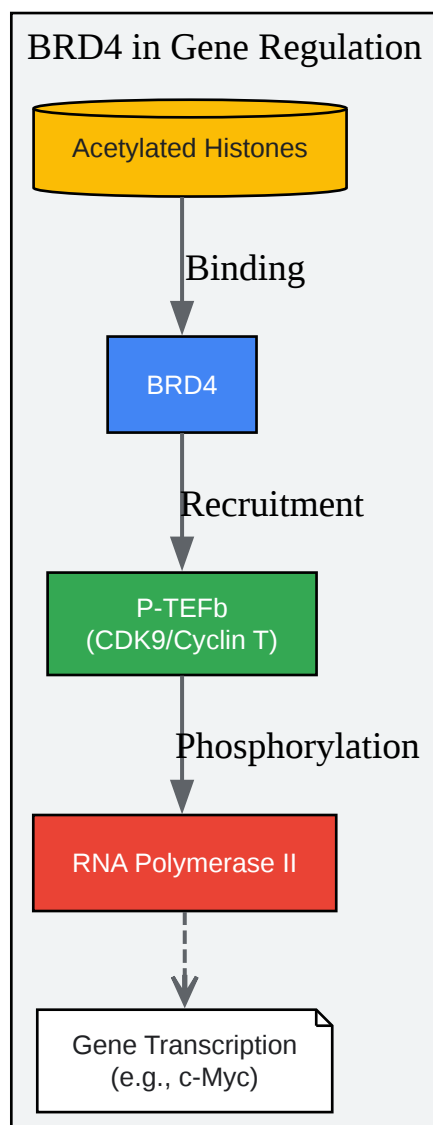 BRD4 in Gene Regulation
Acetylated Histones
Binding
BRD4
Recruitment
P-TEFb
(CDK9/Cyclin T)
Phosphorylation
RNA Polymerase II
Gene Transcription
(e.g., c-Myc)